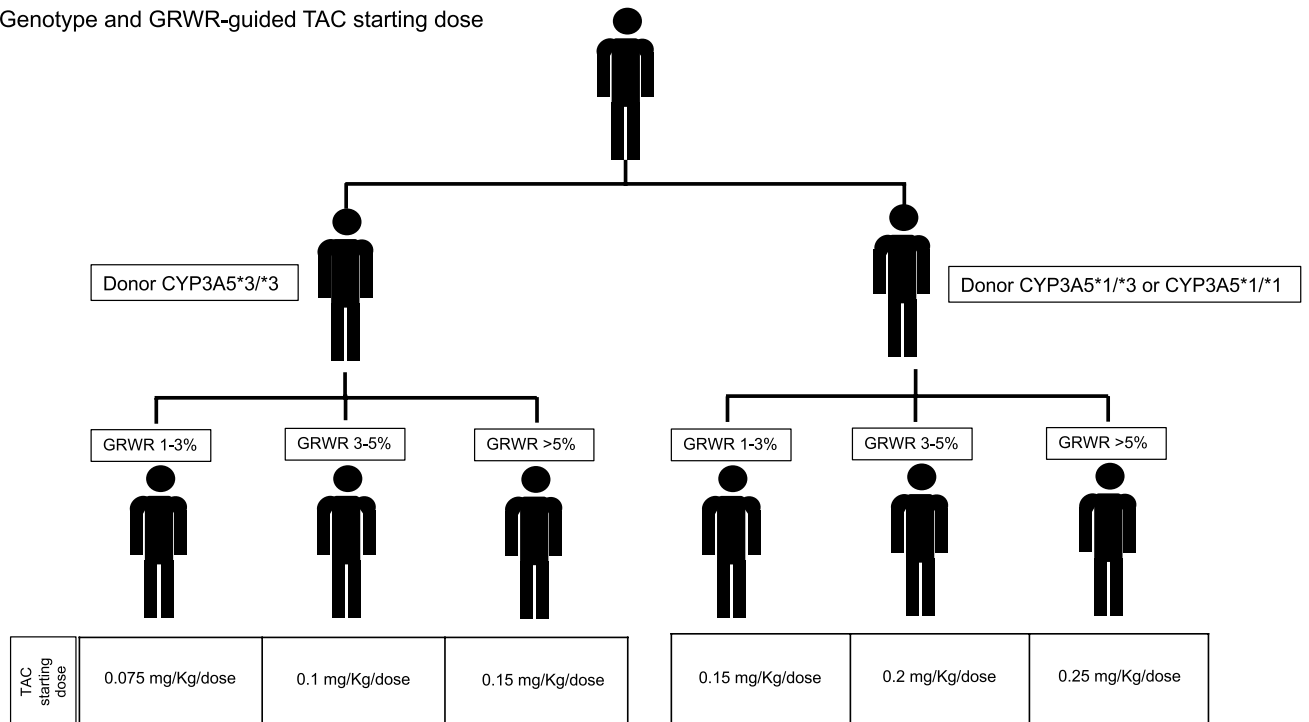 Genotype and GRWR-guided TAC starting dose
Donor CYP3A5*3/*3
Donor CYP3A5*1/*3 or CYP3A5*1/*1
GRWR 1-3%
GRWR 3-5%
GRWR >5%
GRWR 1-3%
GRWR 3-5%
GRWR >5%
TAC
starting
dose
0.075 mg/Kg/dose
0.1 mg/Kg/dose
0.15 mg/Kg/dose
0.15 mg/Kg/dose
0.2 mg/Kg/dose
0.25 mg/Kg/dose